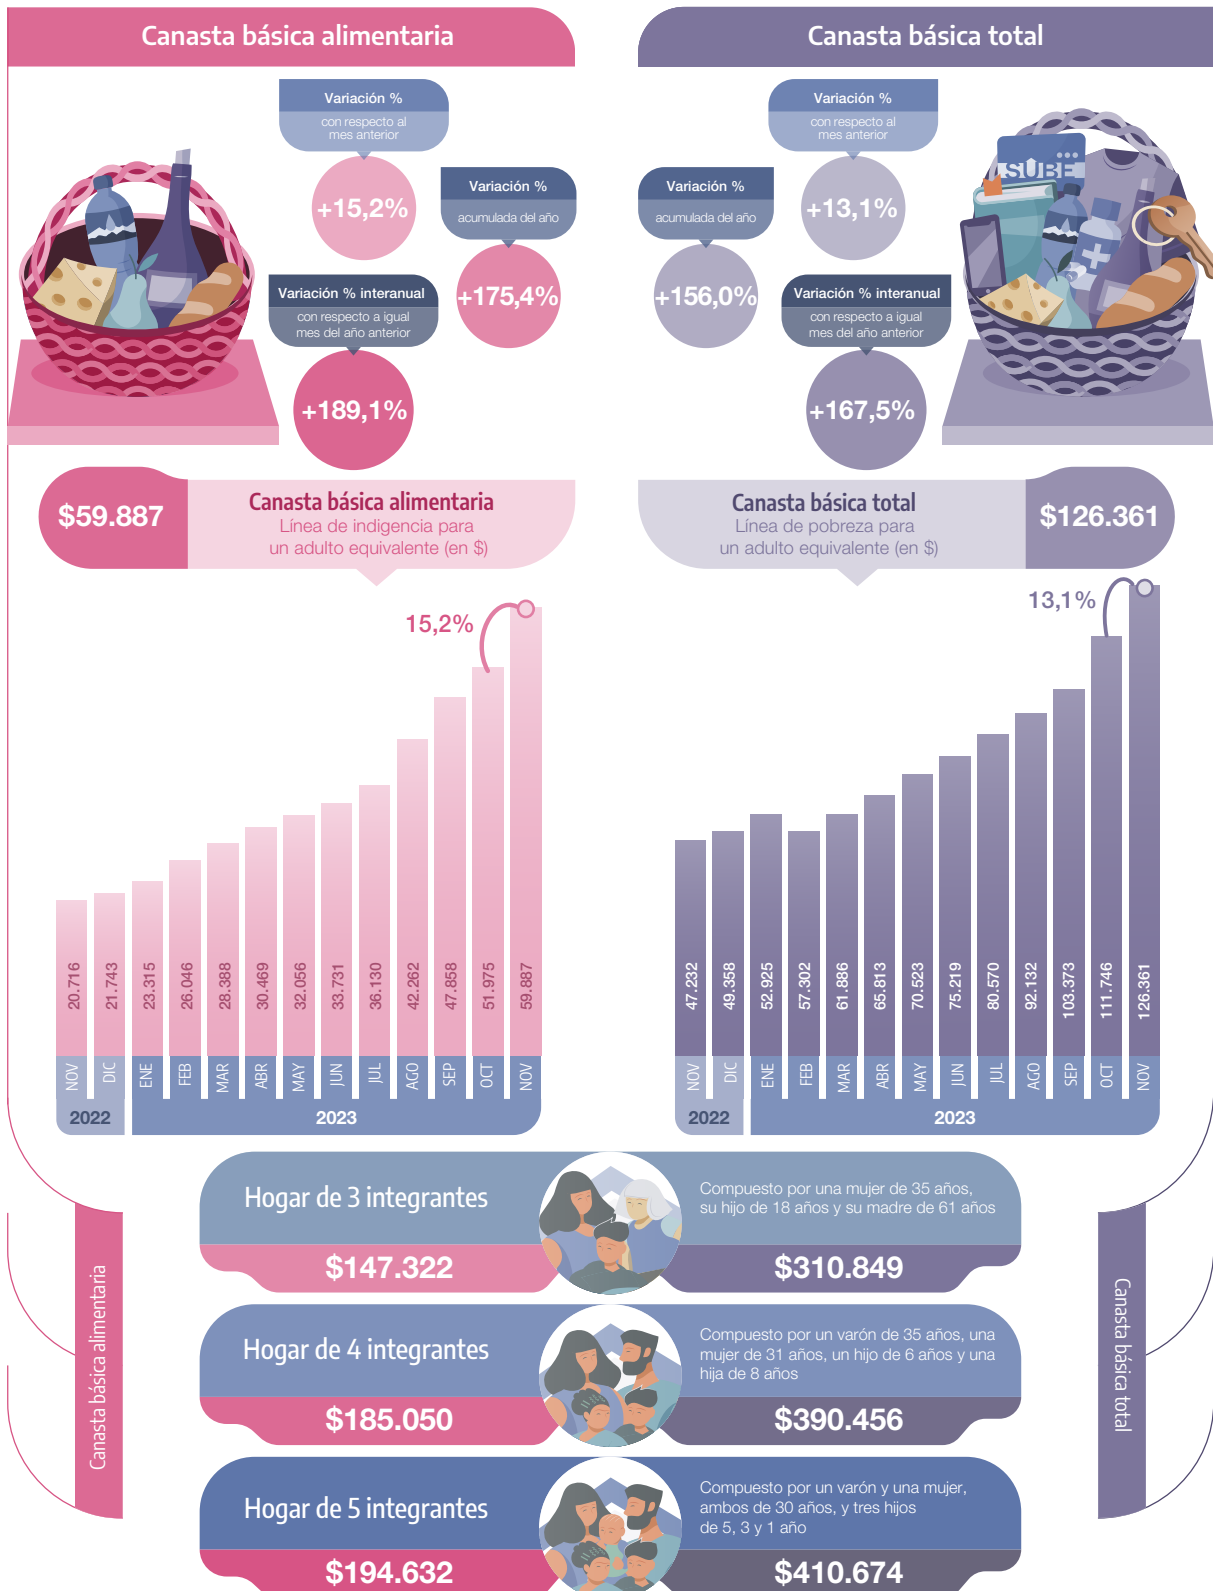 Canasta básica alimentaria
Variación %
con respecto al
mes anterior
+15,2%
Variación %
acumulada del año
+175,4%
Variación % interanual
con respecto a igual
mes del año anterior
+189,1%
$59.887
Canasta básica alimentaria
Línea de indigencia para
un adulto equivalente (en $)
15,2%
20.716
21.743
23.315
26.046
28.388
30.469
32.056
33.731
36.130
42.262
47.858
51.975
59.887
NOV
DIC
ENE
FEB
MAR
ABR
MAY
JUN
JUL
AGO
SEP
OCT
NOV
2022
2023
Canasta básica total
Variación %
con respecto al
mes anterior
+13,1%
Variación %
acumulada del año
+156,0%
Variación % interanual
con respecto a igual
mes del año anterior
+167,5%
SUBE
Canasta básica total
Línea de pobreza para
un adulto equivalente (en $)
$126.361
13,1%
47.232
49.358
52.925
57.302
61.886
65.813
70.523
75.219
80.570
92.132
103.373
111.746
126.361
NOV
DIC
ENE
FEB
MAR
ABR
MAY
JUN
JUL
AGO
SEP
OCT
NOV
2022
2023
Canasta básica alimentaria
Canasta básica total
Hogar de 3 integrantes
Compuesto por una mujer de 35 años,
su hijo de 18 años y su madre de 61 años
$147.322
$310.849
Hogar de 4 integrantes
Compuesto por un varón de 35 años, una
mujer de 31 años, un hijo de 6 años y una
hija de 8 años
$185.050
$390.456
Hogar de 5 integrantes
Compuesto por un varón y una mujer,
ambos de 30 años, y tres hijos
de 5, 3 y 1 año
$194.632
$410.674